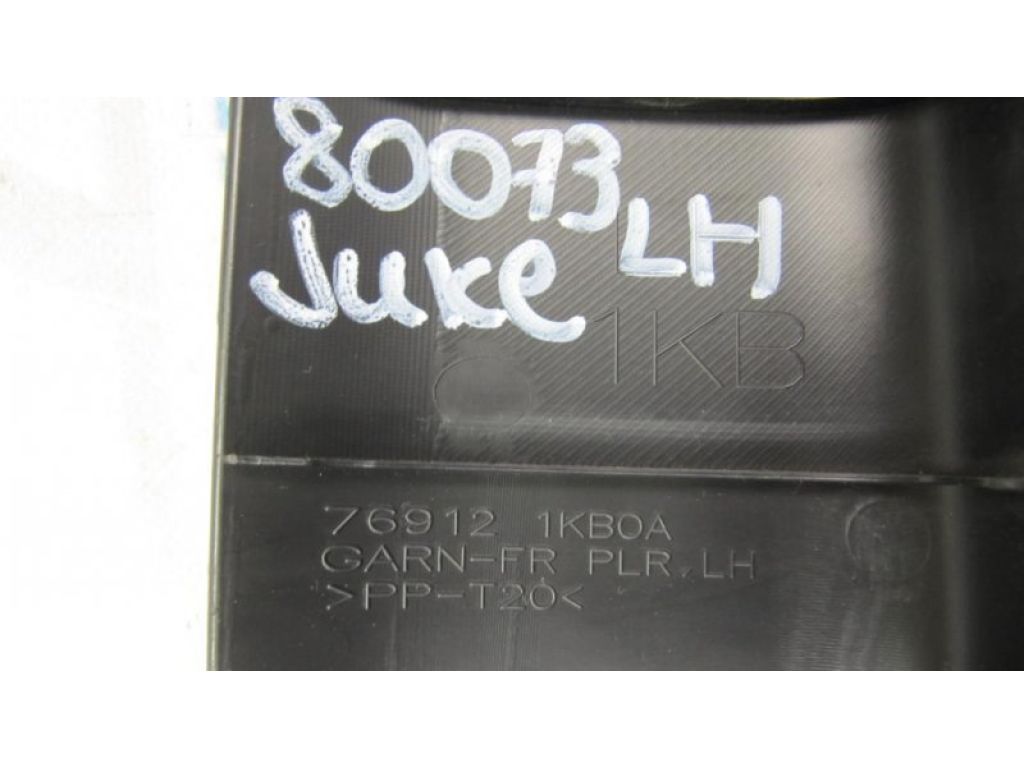 80073 LH
Juke
1KB
76912 1KB0A
GARN-FR PLR, LH
>PP-T20<